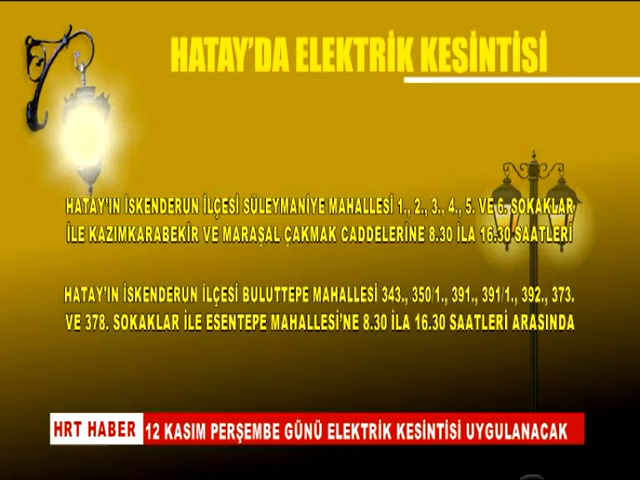 HATAY'DA ELEKTRİK KESİNTİSİ
HATAY'IN İSKENDERUN İLÇESİ SÜLEYMANİYE MAHALLESİ 1., 2., 3., 4., 5. VE 6. SOKAKLAR
İLE KAZIMKARABEKİR VE MARAŞAL ÇAKMAK CADDELERİNE 8.30 İLA 16.30 SAATLERİ
HATAY'IN İSKENDERUN İLÇESİ BULUTTEPE MAHALLESİ 343., 350/1., 391., 391/1., 392., 373.
VE 378. SOKAKLAR İLE ESENTEPE MAHALLESİ'NE 8.30 İLA 16.30 SAATLERİ ARASINDA
HRT HABER 12 KASIM PERŞEMBE GÜNÜ ELEKTRİK KESİNTİSİ UYGULANACAK